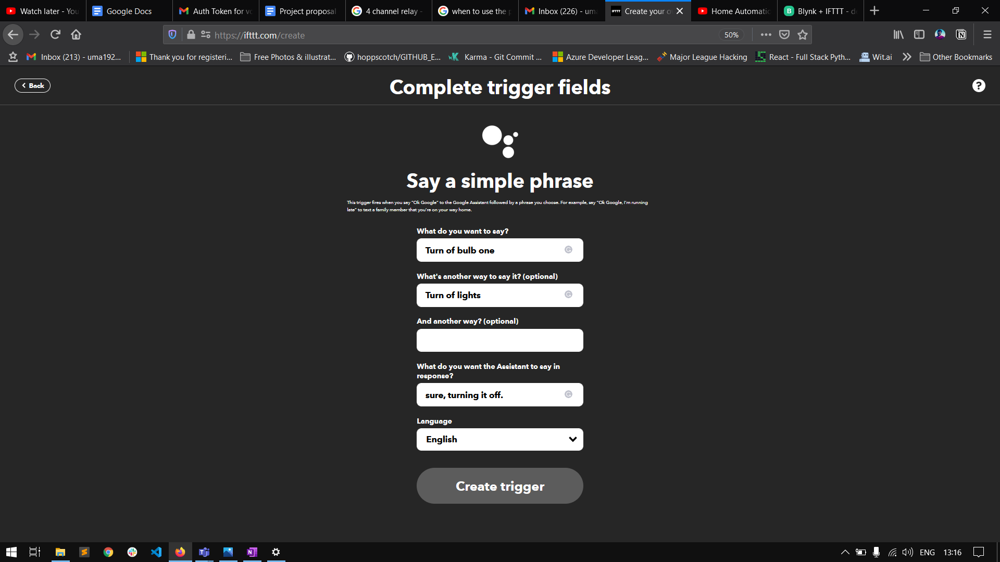 Watch later - You
Google Docs
Auth Token for vo
Project proposal
4 channel relay -
when to use the p
Inbox (226) - uma
IFTTT
Create your o
Home Automatic
B
Blynk + IFTTT - d
https://ifttt.com/create
50%
Inbox (213) - uma192...
Thank you for registeri...
Free Photos & illustrat...
hoppscotch/GITHUB_E...
Karma - Git Commit ...
Azure Developer Leag...
Major League Hacking
React - Full Stack Pyth...
Wit.ai
Other Bookmarks
Back
Complete trigger fields
?
Say a simple phrase
This trigger fires when you say “Ok Google” to the Google Assistant followed by a phrase you choose. For example, say “Ok Google, I’m running
late” to text a family member that you’re on your way home.
What do you want to say?
Turn of bulb one
What's another way to say it? (optional)
Turn of lights
And another way? (optional)
What do you want the Assistant to say in
response?
sure, turning it off.
Language
English
Create trigger
ENG
13:16